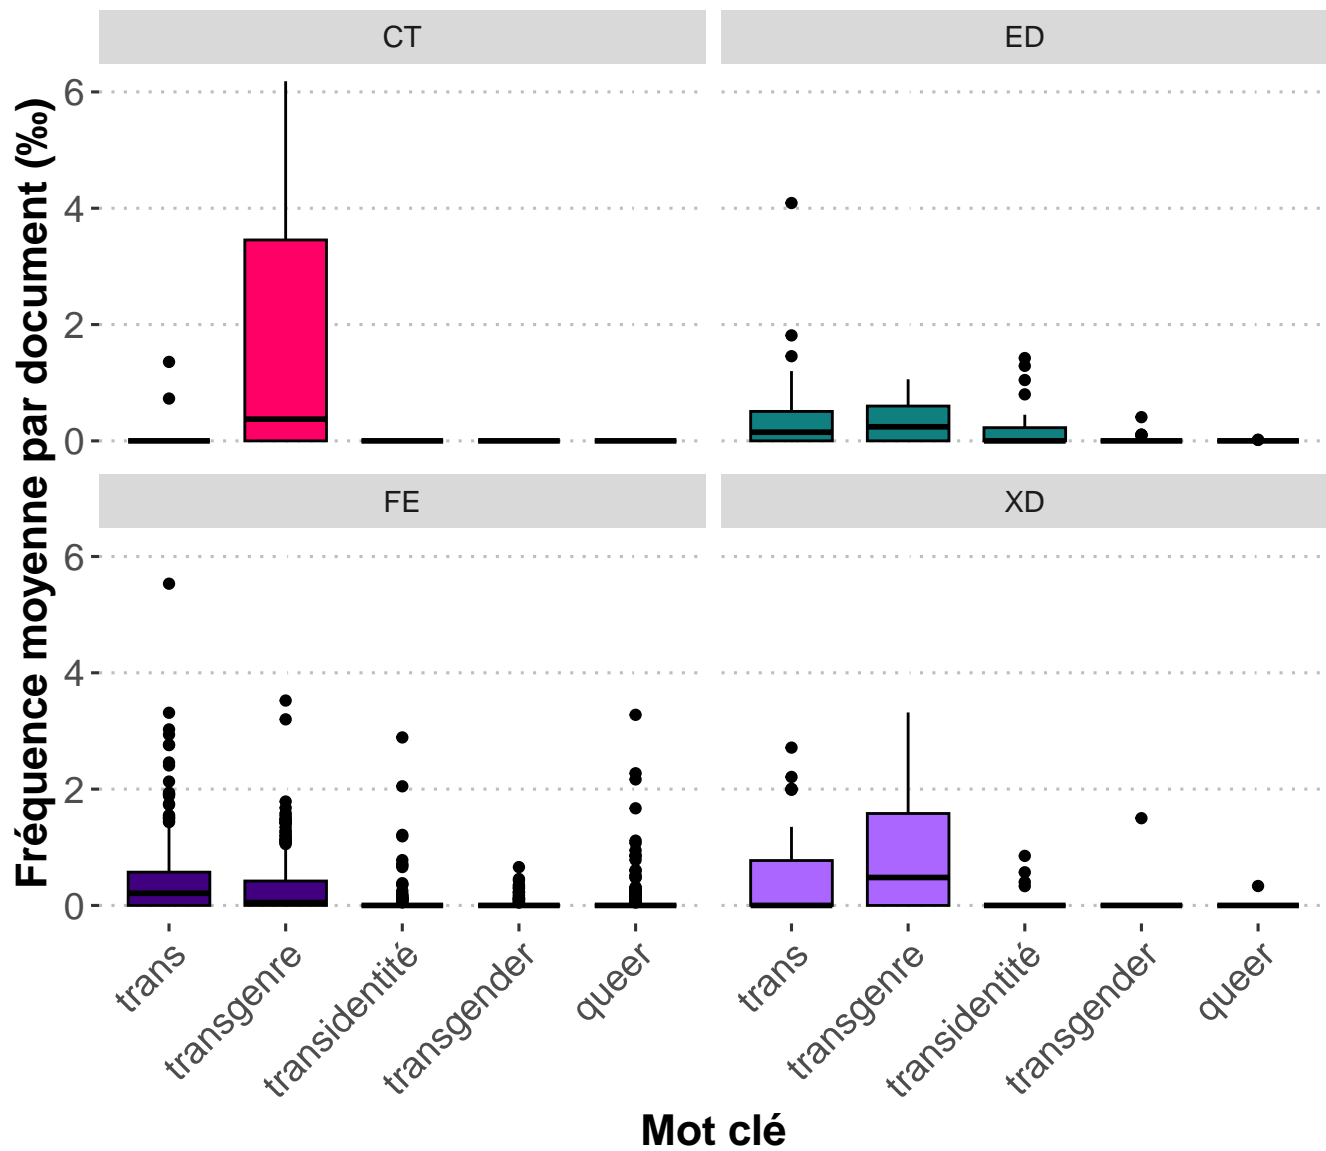 CT
ED
6
4
2
0
FE
XD
6
4
2
0
Fréquence moyenne par document (‰)
trans
transgenre
transidentité
transgender
queer
trans
transgenre
transidentité
transgender
queer
Mot clé